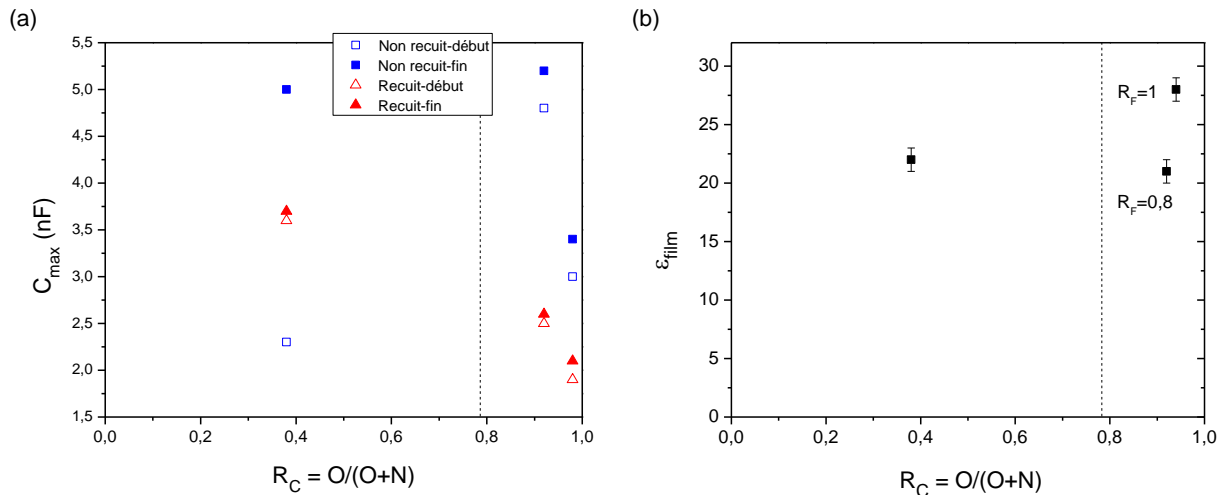 (a)
5,5
5,0
4,5
4,0
3,5
3,0
2,5
2,0
1,5
C_max (nF)
Non recuit-début
Non recuit-fin
Recuit-début
Recuit-fin
0,0 0,2 0,4 0,6 0,8 1,0
R_C = O/(O+N)
(b)
30
25
20
15
10
5
0
ε_film
R_F=1
R_F=0,8
0,0 0,2 0,4 0,6 0,8 1,0
R_C = O/(O+N)